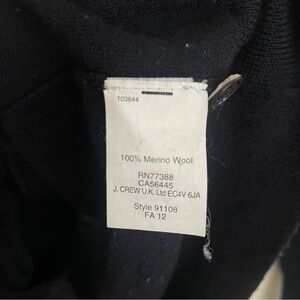 103644
100% Merino Wool
RN77388
CA56445
J. CREW U.K. Ltd EC4V 6JA
Style 91108
FA 12